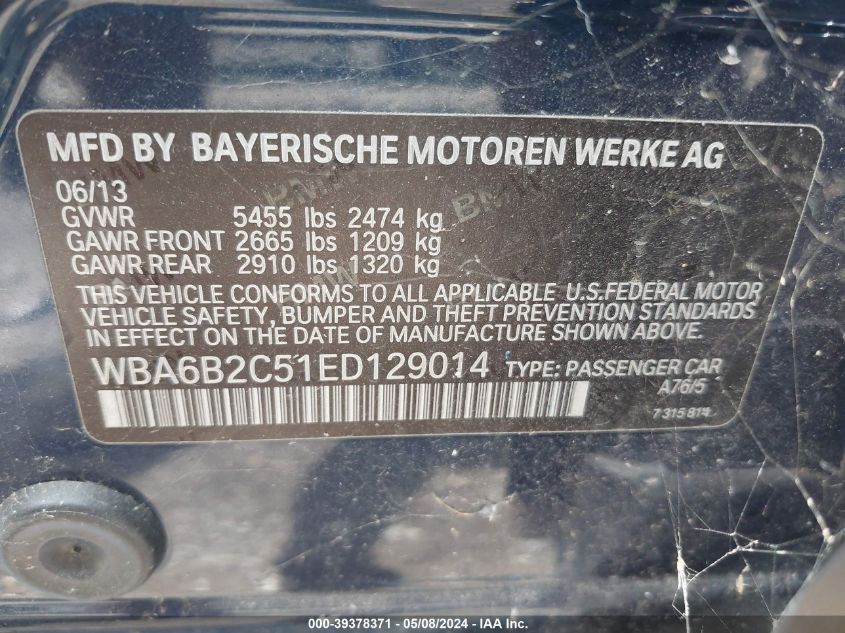 MFD BY BAYERISCHE MOTOREN WERKE AG
06/13
GVWR 5455 lbs 2474 kg
GAWR FRONT 2665 lbs 1209 kg
GAWR REAR 2910 lbs 1320 kg
THIS VEHICLE CONFORMS TO ALL APPLICABLE U.S.FEDERAL MOTOR
VEHICLE SAFETY, BUMPER AND THEFT PREVENTION STANDARDS
IN EFFECT ON THE DATE OF MANUFACTURE SHOWN ABOVE.
WBA6B2C51ED129014 TYPE: PASSENGER CAR
A76/5
7315814
000-39378371 - 05/08/2024 - IAA Inc.